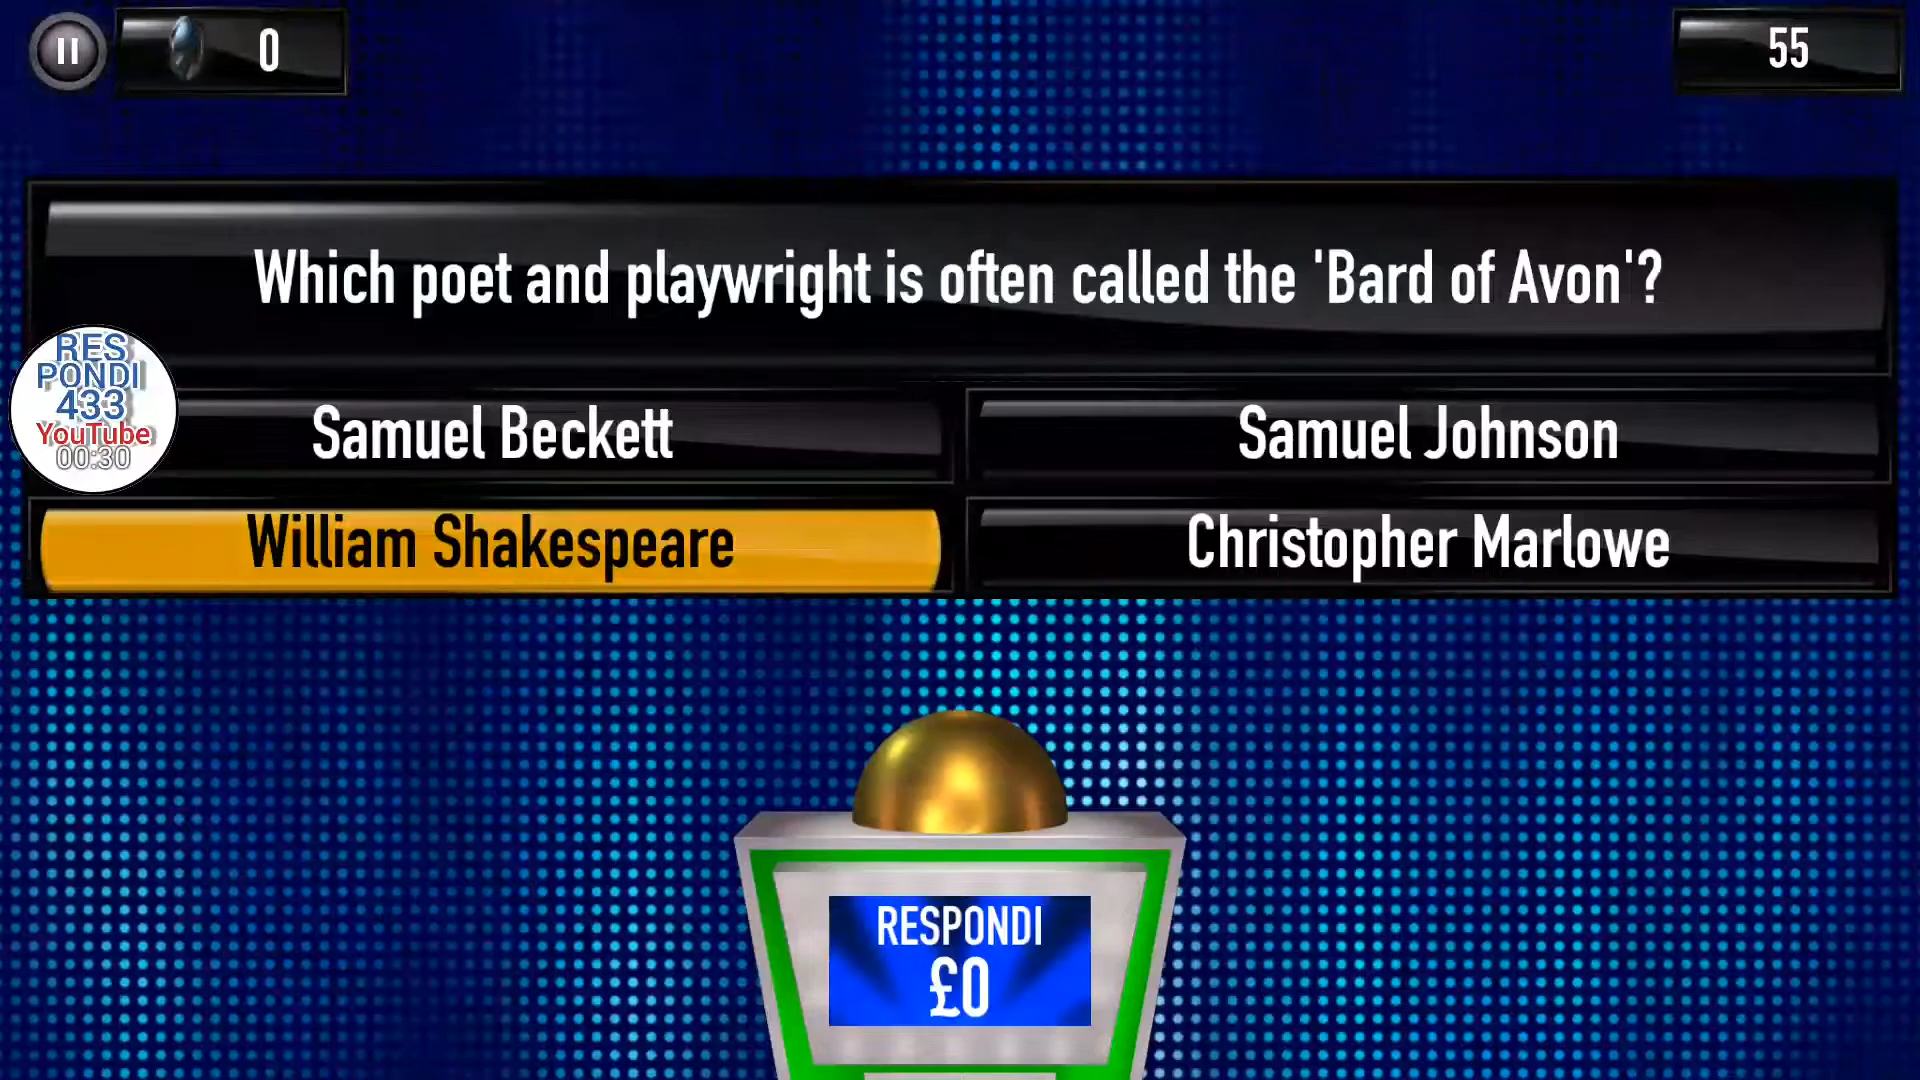 0
55
Which poet and playwright is often called the 'Bard of Avon'?
RES
PONDI
433
YouTube
00:30
Samuel Beckett
Samuel Johnson
William Shakespeare
Christopher Marlowe
RESPONDI
£0